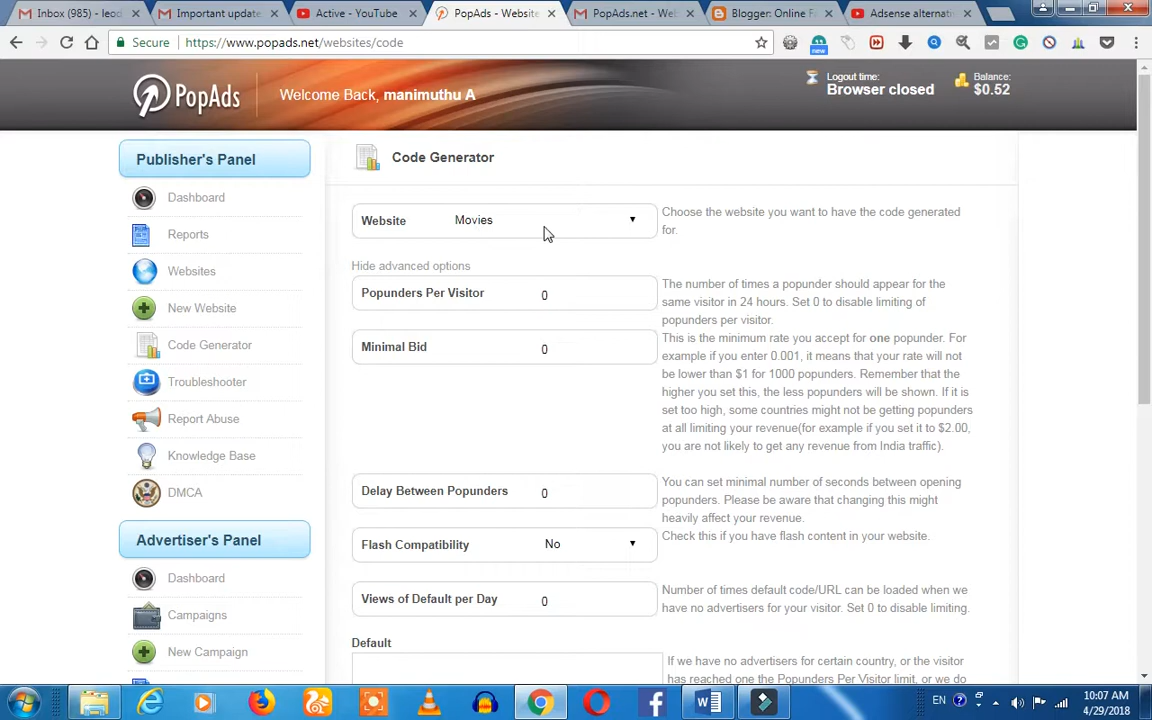 Inbox (985) - leod
Important update
Active - YouTube
PopAds - Website
PopAds.net - Web
Blogger: Online F
Adsense alternati
Secure
https://www.popads.net/websites/code
new
PopAds
Welcome Back, manimuthu A
Logout time:
Browser closed
Balance:
$0.52
Publisher's Panel
Dashboard
Reports
Websites
New Website
Code Generator
Troubleshooter
Report Abuse
Knowledge Base
DMCA
Advertiser's Panel
Dashboard
Campaigns
New Campaign
Code Generator
Website
Movies
Choose the website you want to have the code generated
for.
Hide advanced options
Popunders Per Visitor
0
The number of times a popunder should appear for the
same visitor in 24 hours. Set 0 to disable limiting of
popunders per visitor.
Minimal Bid
0
This is the minimum rate you accept for one popunder. For
example if you enter 0.001, it means that your rate will not
be lower than $1 for 1000 popunders. Remember that the
higher you set this, the less popunders will be shown. If it is
set too high, some countries might not be getting popunders
at all limiting your revenue(for example if you set it to $2.00,
you are not likely to get any revenue from India traffic).
Delay Between Popunders
0
You can set minimal number of seconds between opening
popunders. Please be aware that changing this might
heavily affect your revenue.
Flash Compatibility
No
Check this if you have flash content in your website.
Views of Default per Day
0
Number of times default code/URL can be loaded when we
have no advertisers for your visitor. Set 0 to disable limiting.
Default
If we have no advertisers for certain country, or the visitor
has reached one the Popunders Per Visitor limit, or we do
EN
10:07 AM
4/29/2018